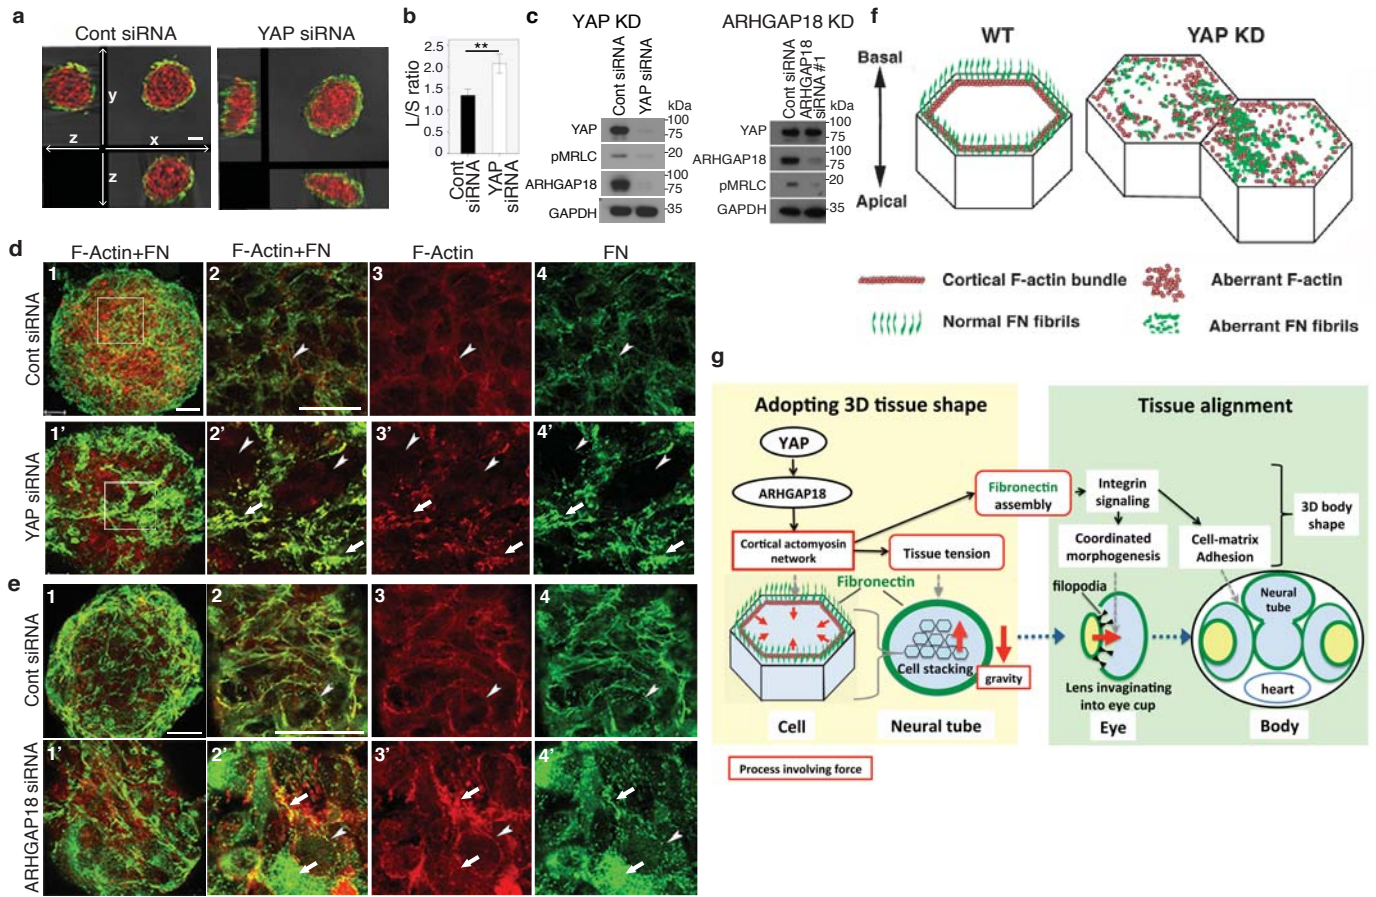 a
Cont siRNA
YAP siRNA
y
z
x
z
b
L/S ratio
2.5
2.0
1.5
1.0
0.5
0
**
Cont siRNA
YAP siRNA
c
YAP KD
Cont siRNA
YAP siRNA
kDa
YAP
100
75
pMRLC
20
ARHGAP18
100
75
GAPDH
35
ARHGAP18 KD
Cont siRNA
ARHGAP18
siRNA #1
kDa
YAP
100
75
ARHGAP18
100
75
pMRLC
20
GAPDH
35
f
WT
YAP KD
Basal
Apical
Cortical F-actin bundle
Aberrant F-actin
Normal FN fibrils
Aberrant FN fibrils
d
F-Actin+FN
F-Actin+FN
F-Actin
FN
Cont siRNA
1
2
3
4
YAP siRNA
1’
2’
3’
4’
e
Cont siRNA
1
2
3
4
ARHGAP18 siRNA
1’
2’
3’
4’
g
Adopting 3D tissue shape
YAP
ARHGAP18
Cortical actomyosin
network
Tissue tension
Fibronectin
Cell stacking
gravity
Cell
Neural tube
Process involving force
Tissue alignment
Fibronectin
assembly
Integrin
signaling
Coordinated
morphogenesis
Cell-matrix
Adhesion
3D body
shape
filopodia
Lens invaginating
into eye cup
Eye
Neural
tube
heart
Body